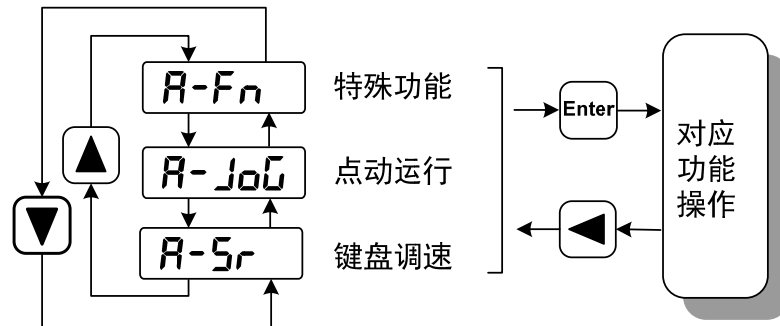 A-Fn 特殊功能
A-JoG 点动运行
A-Sr 键盘调速
Enter
对应
功能
操作